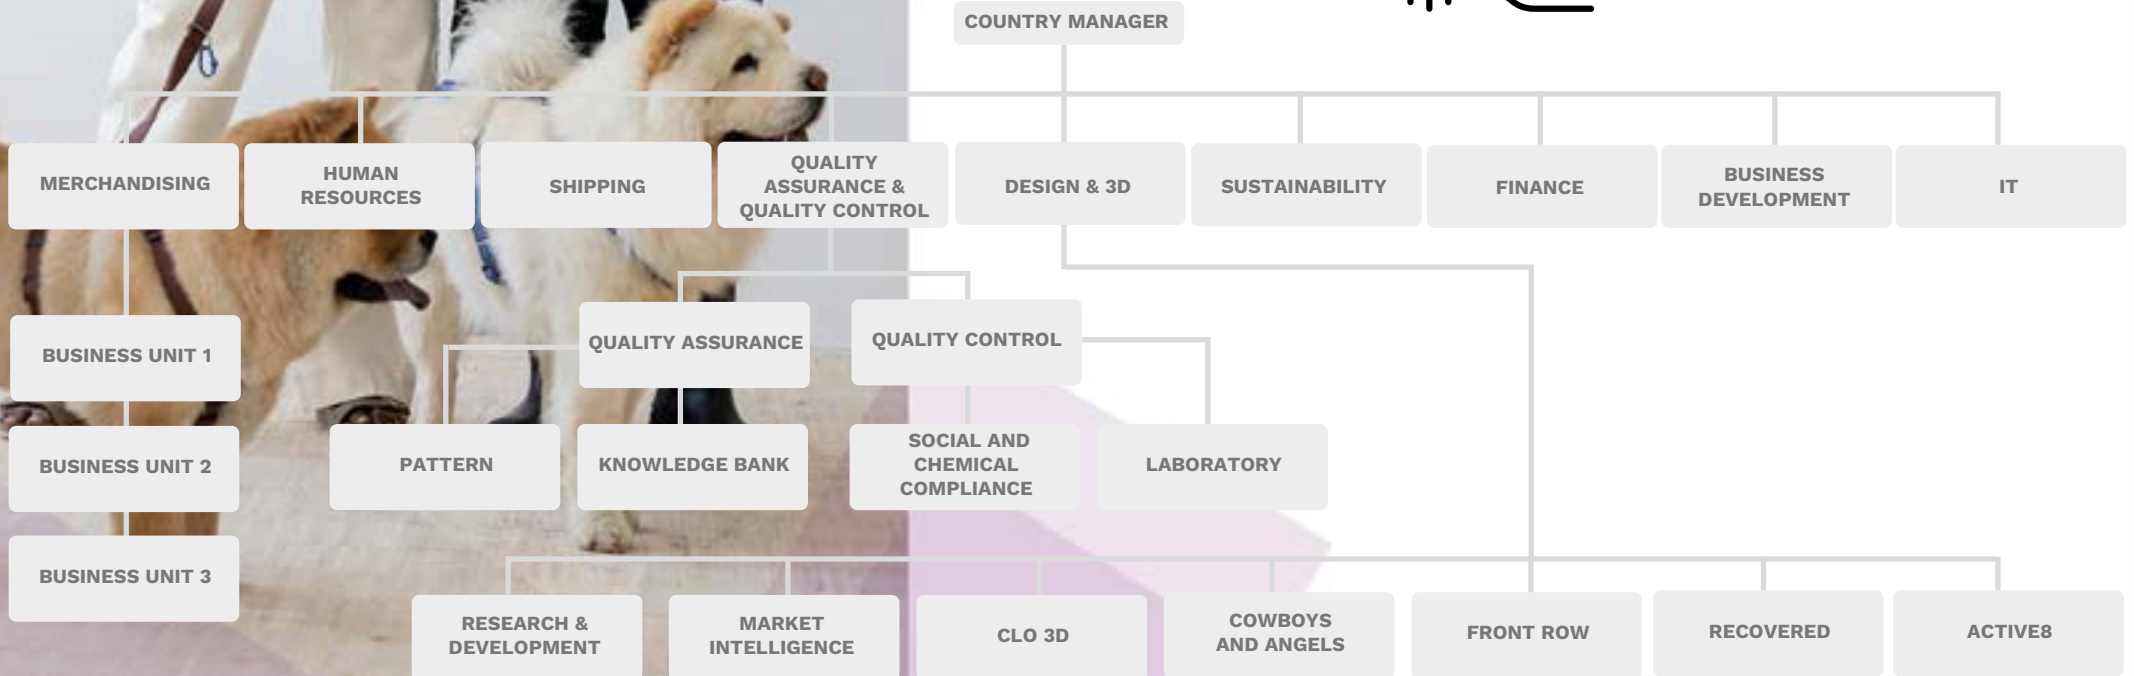 COUNTRY MANAGER
MERCHANDISING
HUMAN
RESOURCES
SHIPPING
QUALITY
ASSURANCE &
QUALITY CONTROL
DESIGN & 3D
SUSTAINABILITY
FINANCE
BUSINESS
DEVELOPMENT
IT
BUSINESS UNIT 1
QUALITY ASSURANCE
QUALITY CONTROL
BUSINESS UNIT 2
PATTERN
KNOWLEDGE BANK
SOCIAL AND
CHEMICAL
COMPLIANCE
LABORATORY
BUSINESS UNIT 3
RESEARCH &
DEVELOPMENT
MARKET
INTELLIGENCE
CLO 3D
COWBOYS
AND ANGELS
FRONT ROW
RECOVERED
ACTIVE8